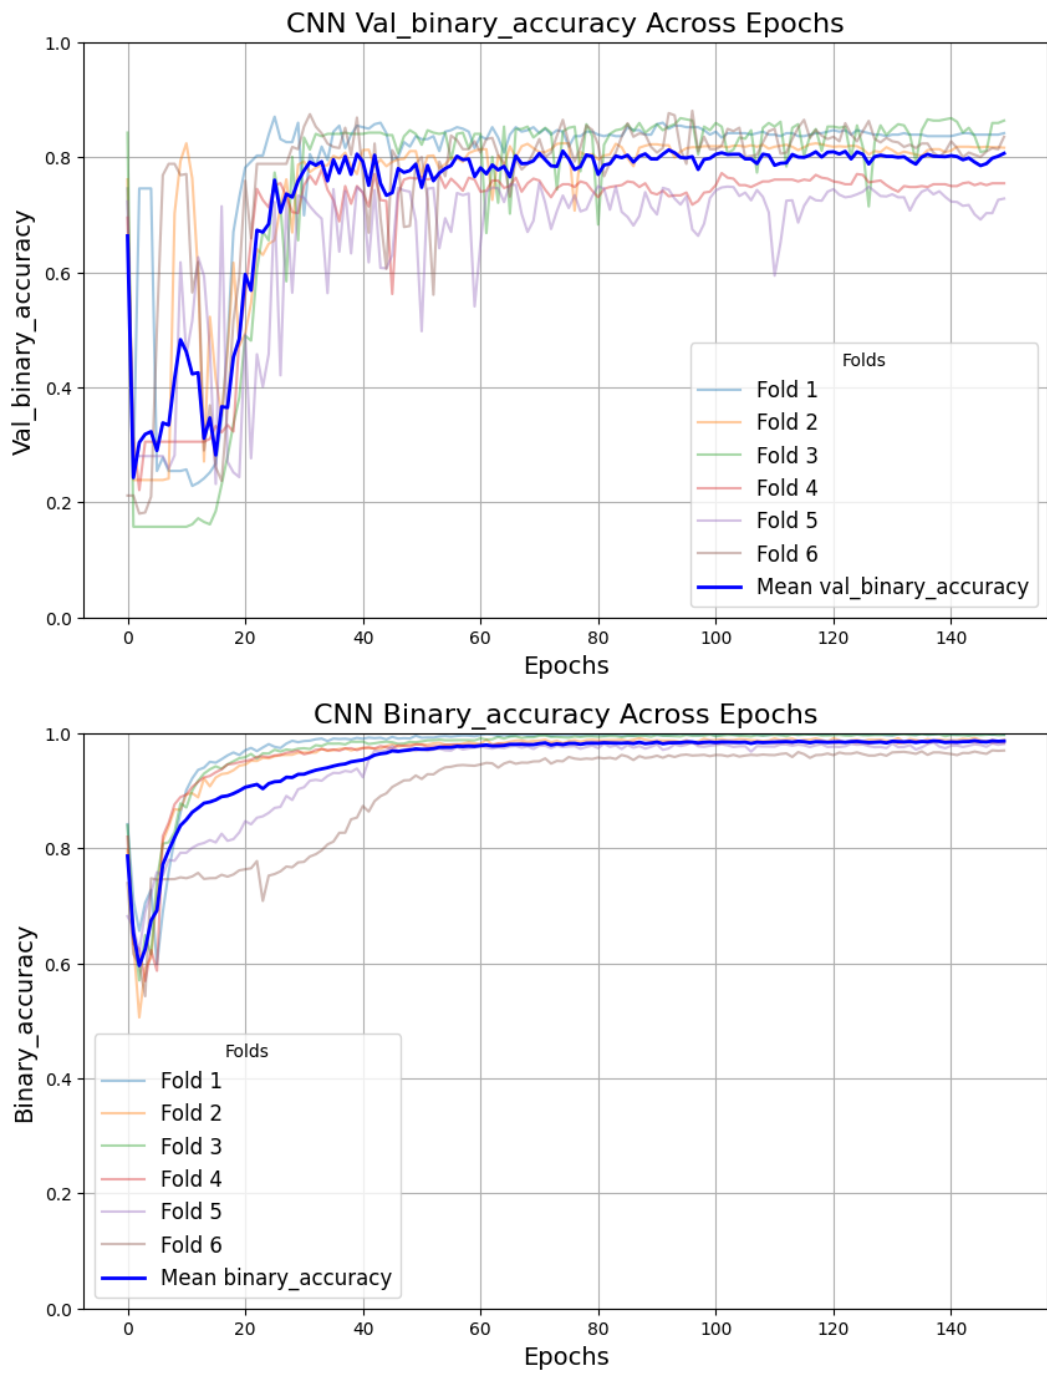 CNN Val_binary_accuracy Across Epochs
Val_binary_accuracy
1.0
0.8
0.6
0.4
0.2
0.0
Folds
Fold 1
Fold 2
Fold 3
Fold 4
Fold 5
Fold 6
Mean val_binary_accuracy
0 20 40 60 80 100 120 140
Epochs
CNN Binary_accuracy Across Epochs
Binary_accuracy
1.0
0.8
0.6
0.4
0.2
0.0
Folds
Fold 1
Fold 2
Fold 3
Fold 4
Fold 5
Fold 6
Mean binary_accuracy
0 20 40 60 80 100 120 140
Epochs